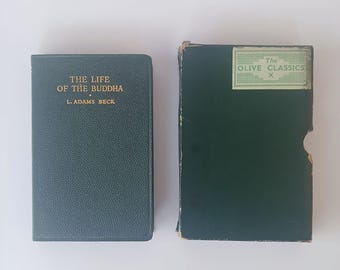 THE LIFE
OF THE BUDDHA
L. ADAMS BECK
The
OLIVE CLASSICS
X